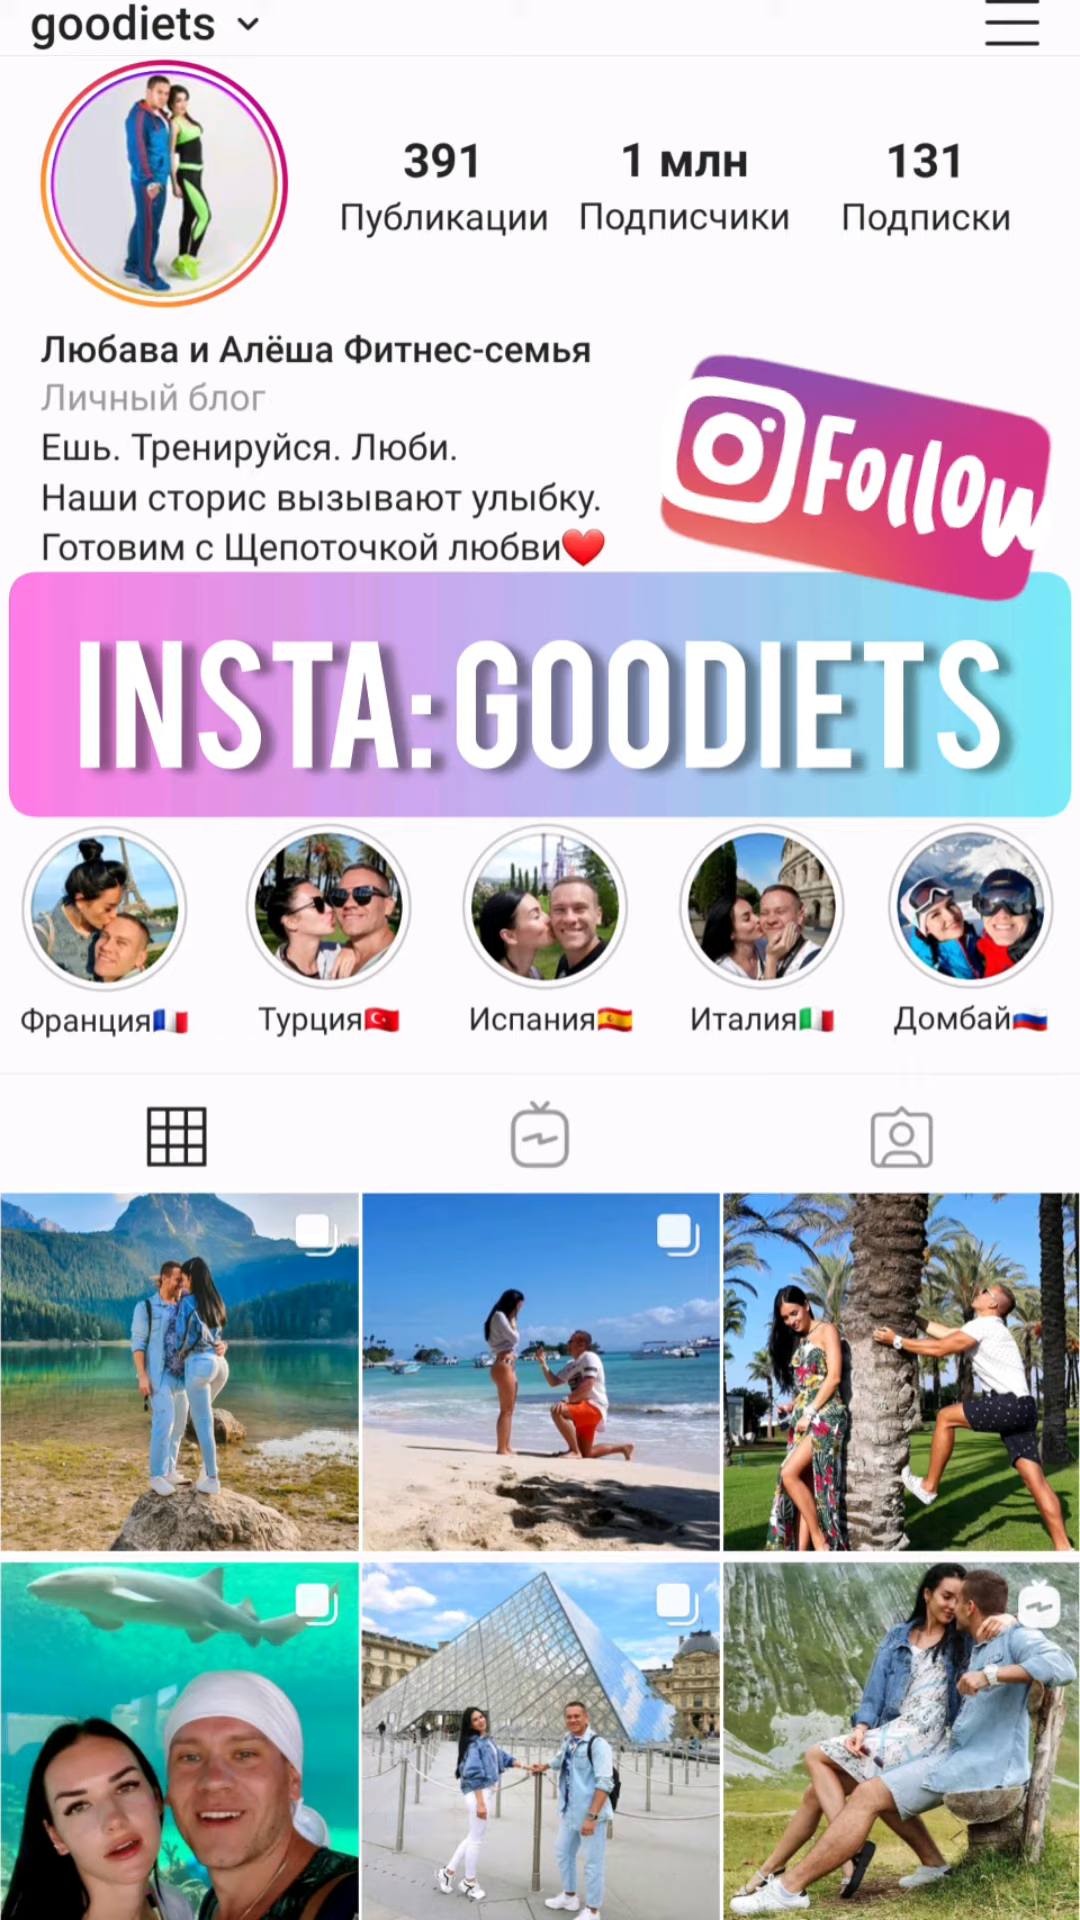 goodiets
391 1 млн 131
Публикации Подписчики Подписки
Любава и Алёша Фитнес-семья
Личный блог
Ешь. Тренируйся. Люби.
Наши сторис вызывают улыбку.
Готовим с Щепоточкой любви❤️
Follow
INSTA:GOODIETS
Франция🇫🇷 Турция🇹🇷 Испания🇪🇸 Италия🇮🇹 Домбай🇷🇺